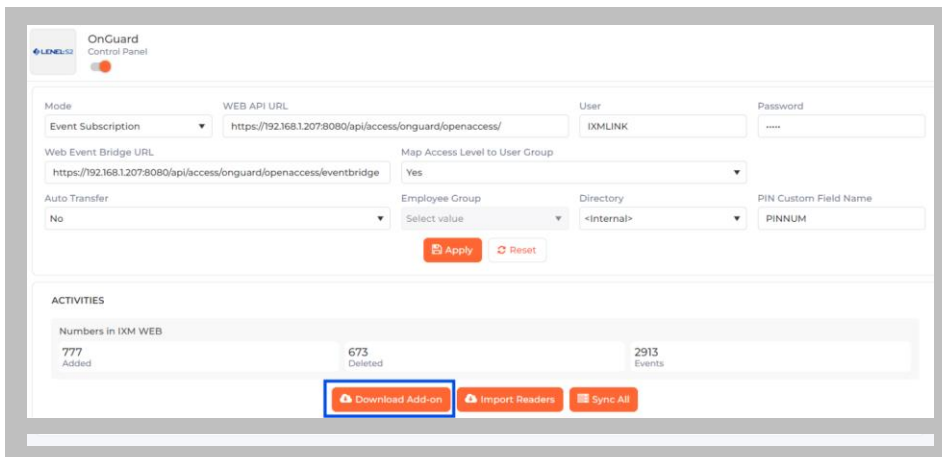 LENEL·S2
OnGuard
Control Panel
Mode WEB API URL User Password
Event Subscription https://192.168.1.207:8080/api/access/onguard/openaccess/ IXMLINK •••••
Web Event Bridge URL Map Access Level to User Group
https://192.168.1.207:8080/api/access/onguard/openaccess/eventbridge Yes
Auto Transfer Employee Group Directory PIN Custom Field Name
No Select value <Internal> PINNUM
Apply Reset
ACTIVITIES
Numbers in IXM WEB
777 673 2913
Added Deleted Events
Download Add-on Import Readers Sync All